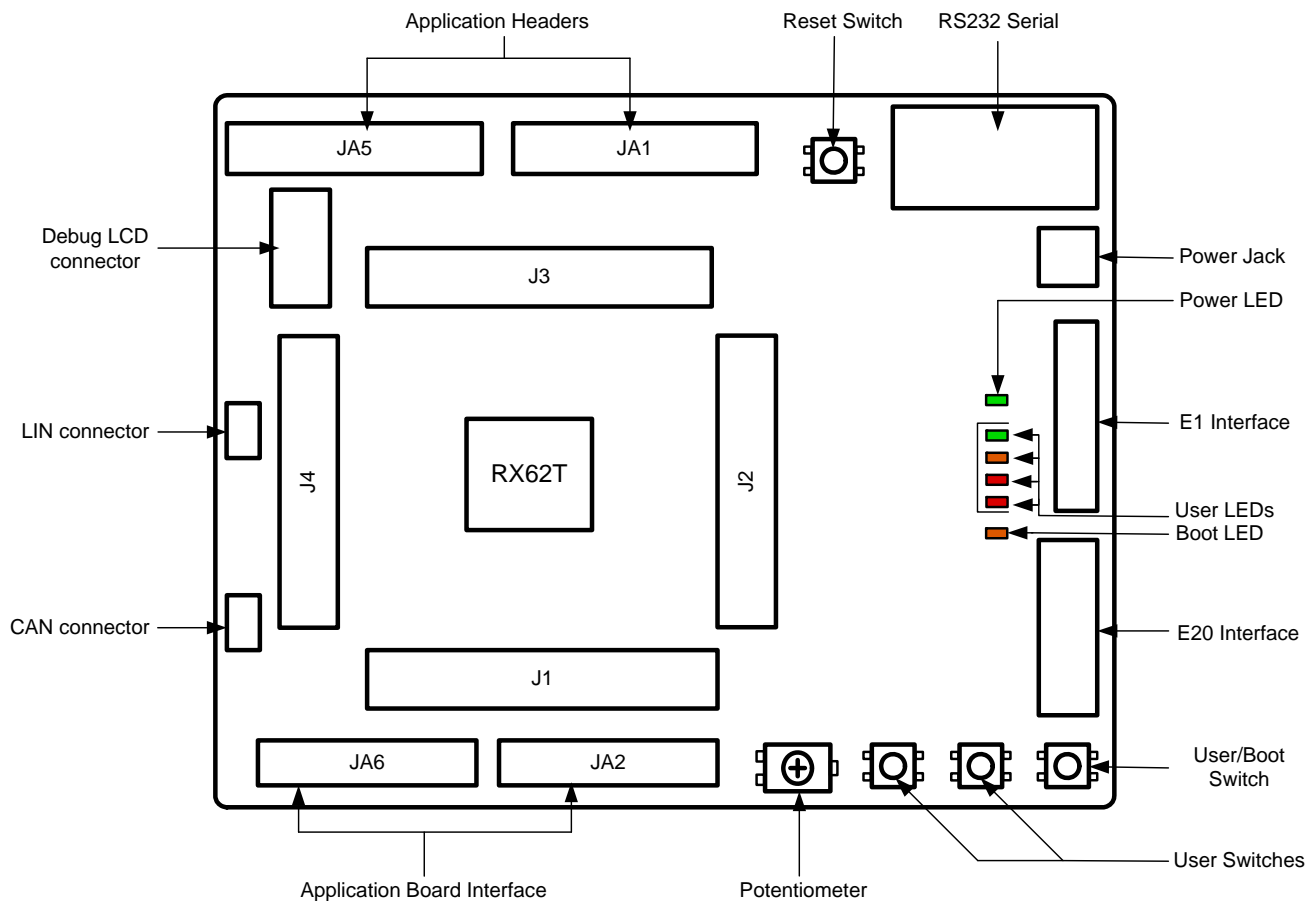 Application Headers
Reset Switch
RS232 Serial
JA5
JA1
Debug LCD
connector
J3
Power Jack
Power LED
LIN connector
J4
RX62T
J2
E1 Interface
User LEDs
Boot LED
CAN connector
E20 Interface
J1
JA6
JA2
User/Boot
Switch
User Switches
Application Board Interface
Potentiometer